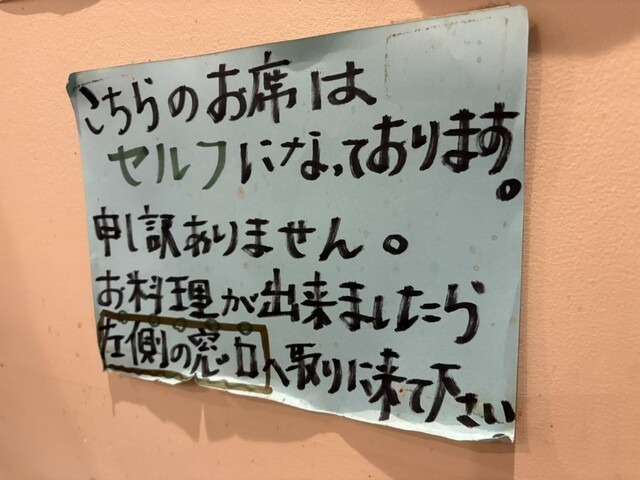 こちらのお席は
セルフになっております。
申し訳ありません。
お料理が出来ましたら
左側の窓口へ取りに来て下さい